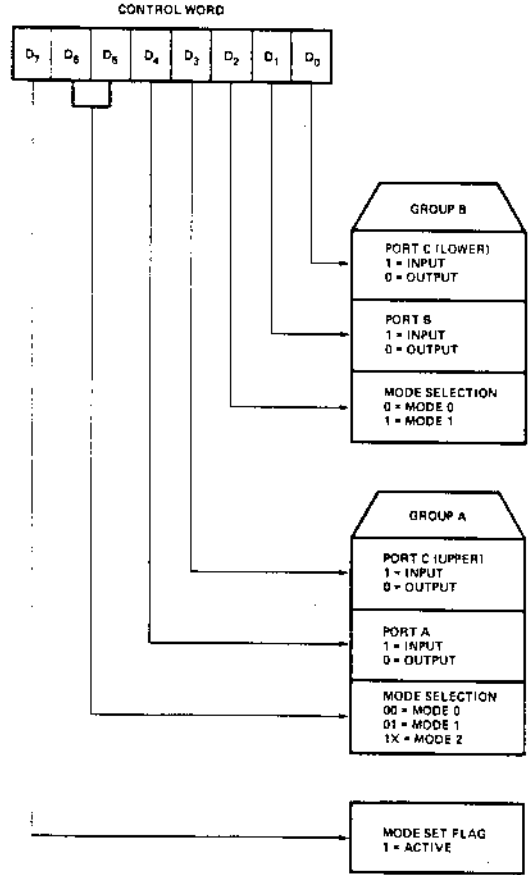 CONTROL WORD
D7 D6 D5 D4 D3 D2 D1 D0
GROUP B
PORT C (LOWER)
1 = INPUT
0 = OUTPUT
PORT B
1 = INPUT
0 = OUTPUT
MODE SELECTION
0 = MODE 0
1 = MODE 1
GROUP A
PORT C (UPPER)
1 = INPUT
0 = OUTPUT
PORT A
1 = INPUT
0 = OUTPUT
MODE SELECTION
00 = MODE 0
01 = MODE 1
1X = MODE 2
MODE SET FLAG
1 = ACTIVE